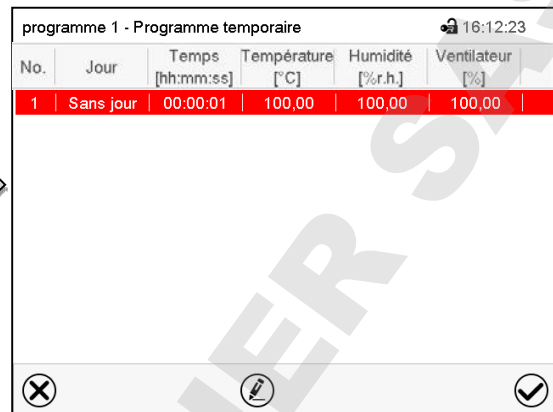 programme 1 - Programme temporaire 16:12:23
No. Jour Temps [hh:mm:ss] Température [°C] Humidité [%r.h.] Ventilateur [%]
1 Sans jour 00:00:01 100,00 100,00 100,00